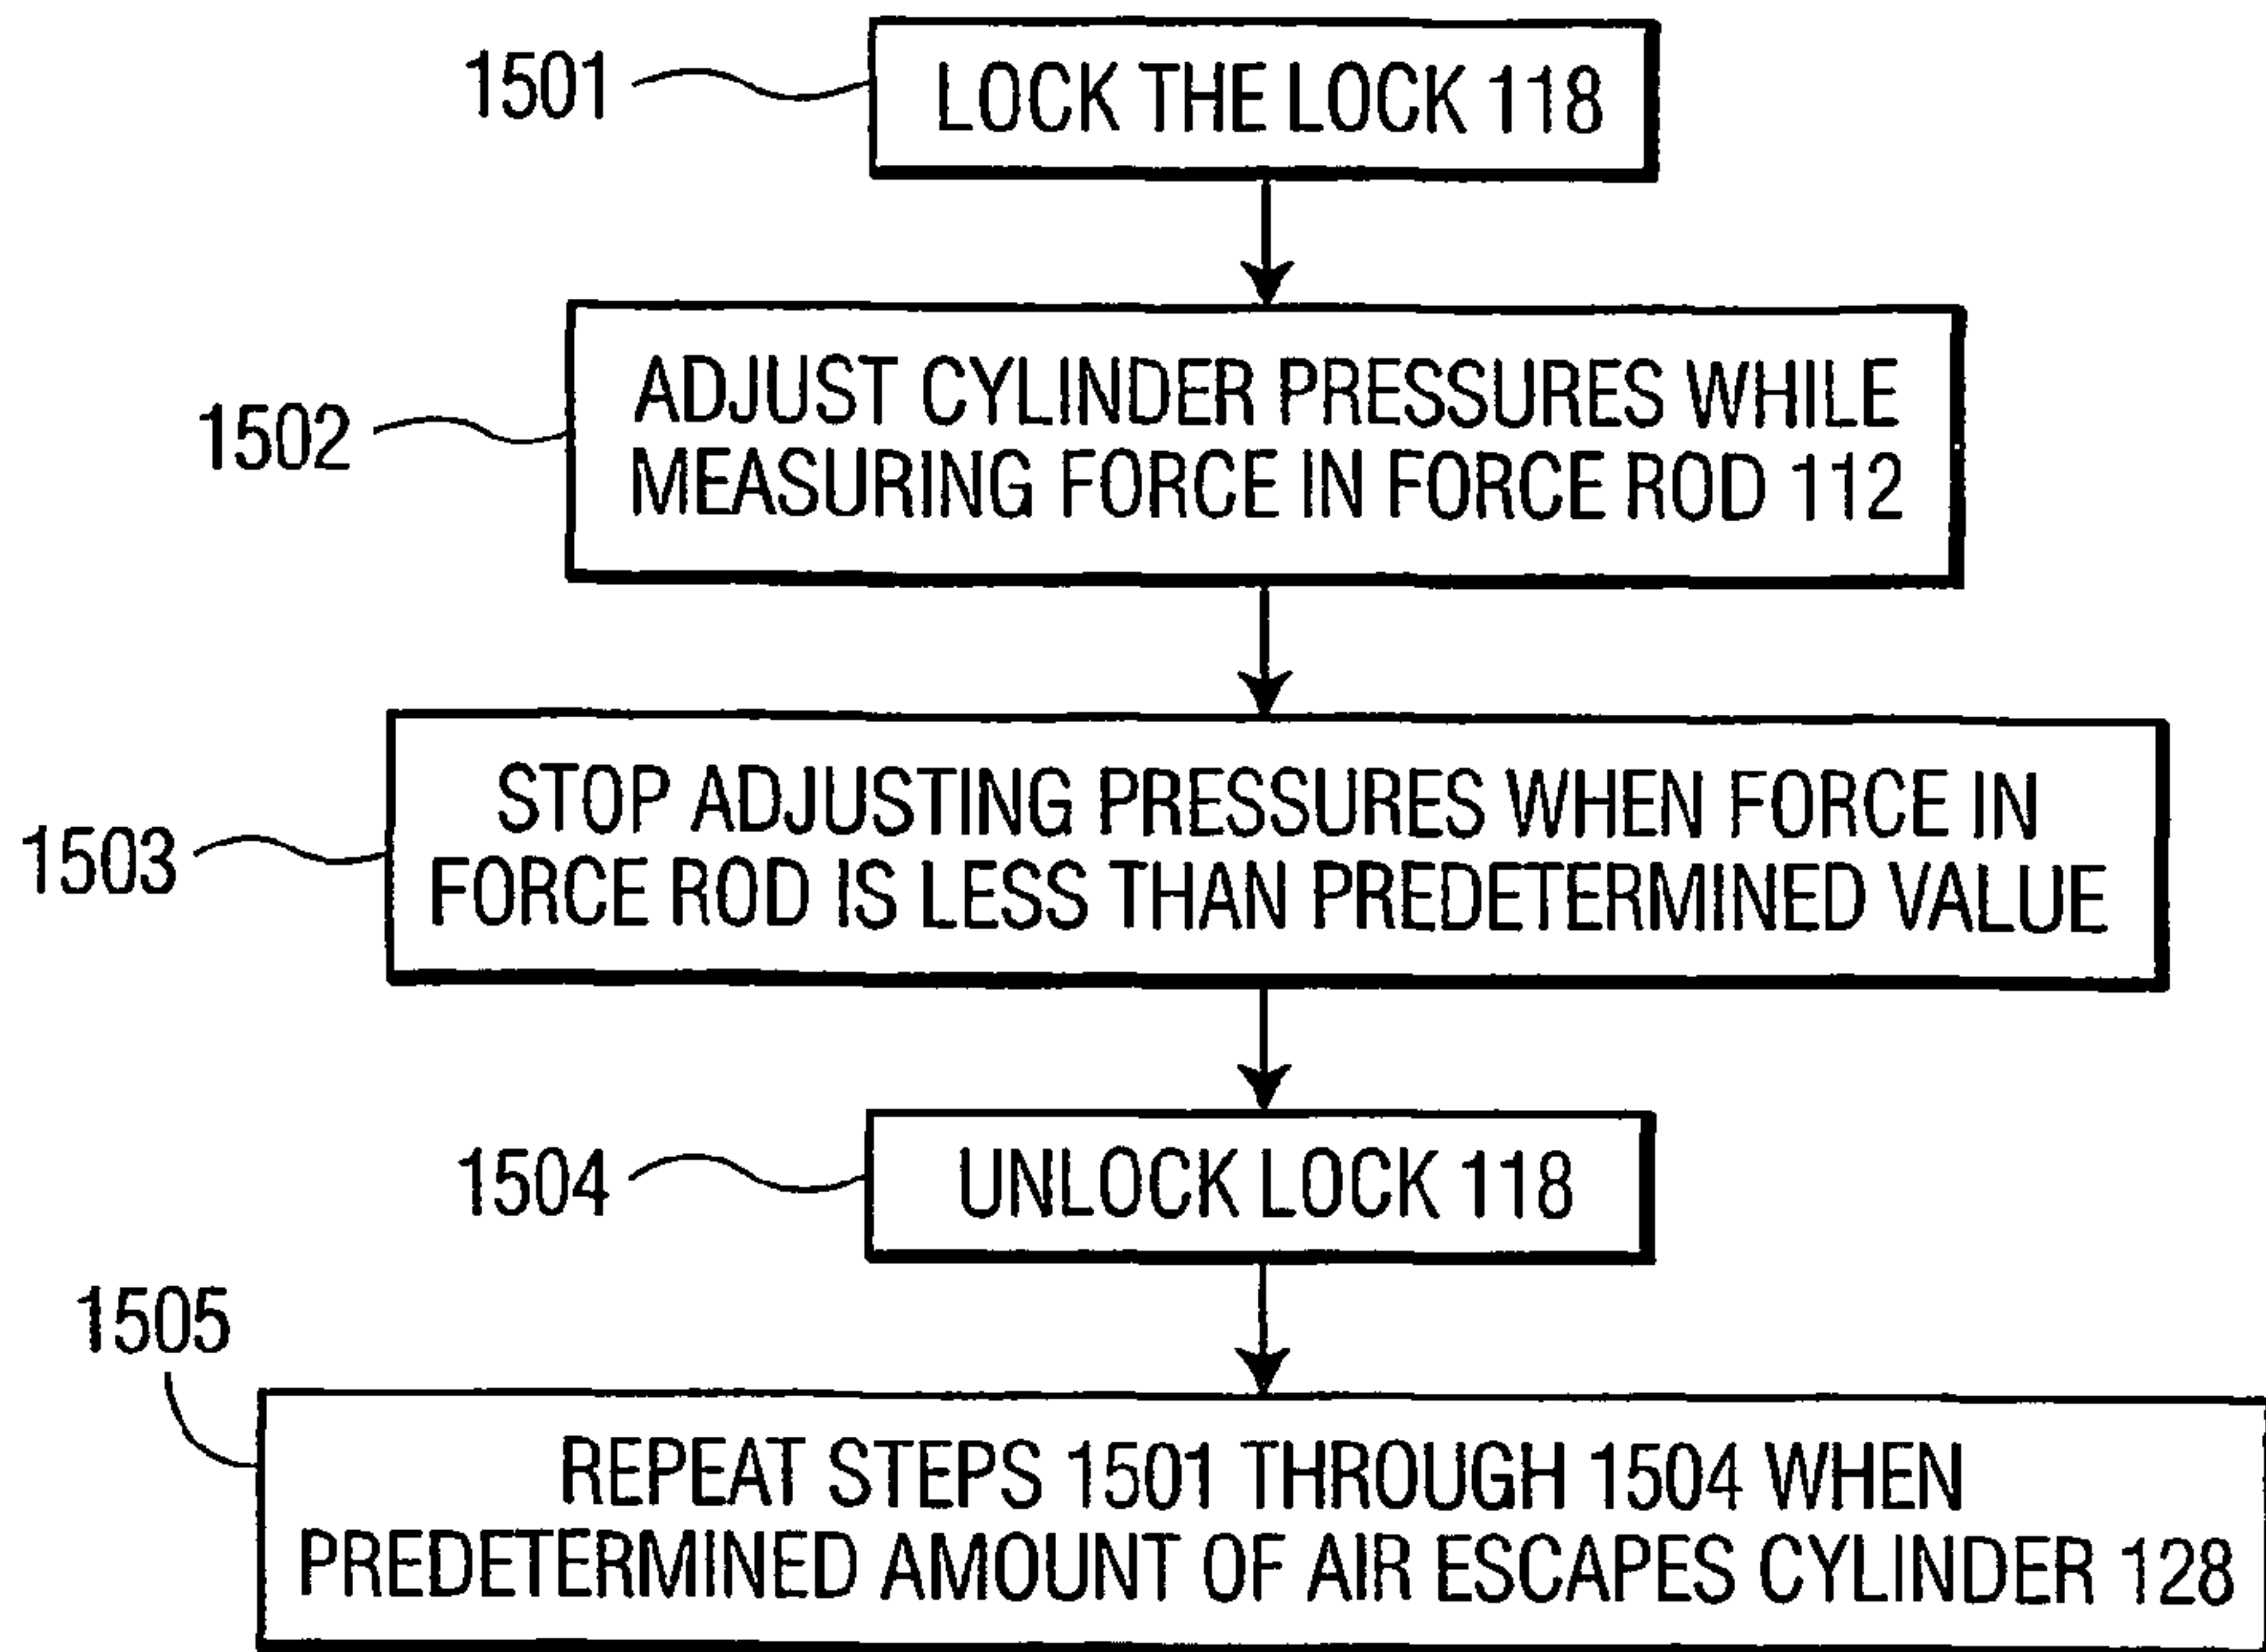 1501
LOCK THE LOCK 118
1502
ADJUST CYLINDER PRESSURES WHILE
MEASURING FORCE IN FORCE ROD 112
1503
STOP ADJUSTING PRESSURES WHEN FORCE IN
FORCE ROD IS LESS THAN PREDETERMINED VALUE
1504
UNLOCK LOCK 118
1505
REPEAT STEPS 1501 THROUGH 1504 WHEN
PREDETERMINED AMOUNT OF AIR ESCAPES CYLINDER 128